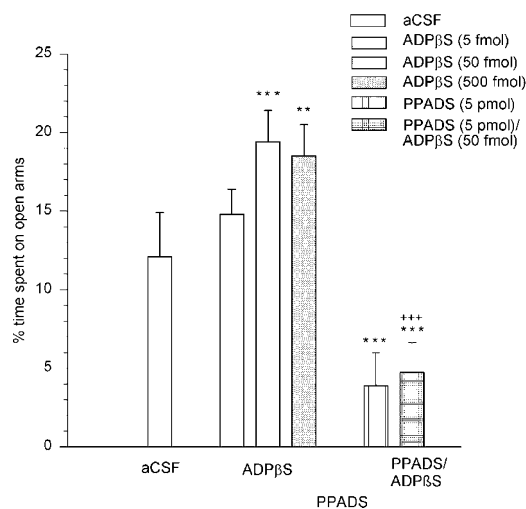 aCSF
ADPβS (5 fmol)
ADPβS (50 fmol)
ADPβS (500 fmol)
PPADS (5 pmol)
PPADS (5 pmol)/
ADPβS (50 fmol)
% time spent on open arms
25
20
15
10
5
0
***
**
***
+++
***
aCSF
ADPβS
PPADS/
ADPßS
PPADS